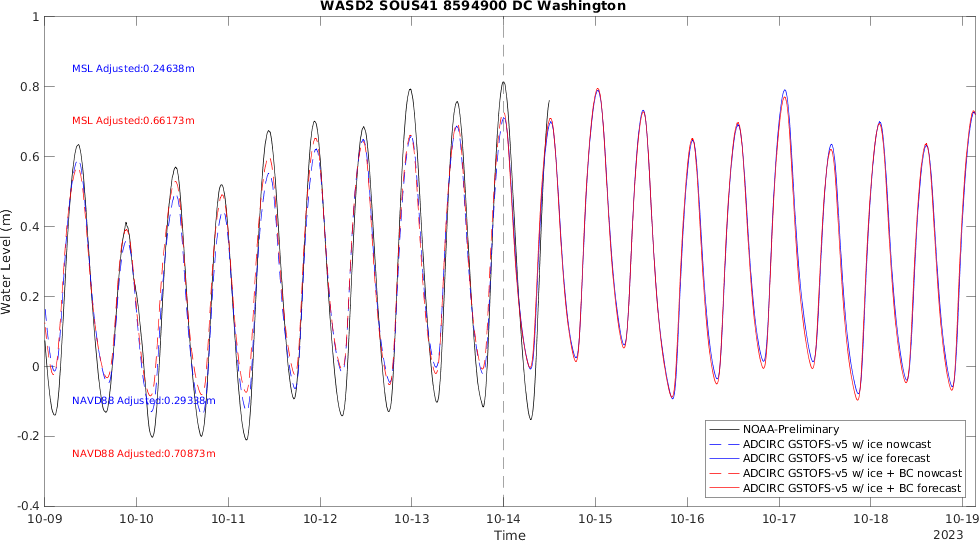 WASD2 SOUS41 8594900 DC Washington
MSL Adjusted:0.24638m
MSL Adjusted:0.66173m
NAVD88 Adjusted:0.29338m
NAVD88 Adjusted:0.70873m
Water Level (m)
1
0.8
0.6
0.4
0.2
0
-0.2
-0.4
NOAA-Preliminary
ADCIRC GSTOFS-v5 w/ ice nowcast
ADCIRC GSTOFS-v5 w/ ice forecast
ADCIRC GSTOFS-v5 w/ ice + BC nowcast
ADCIRC GSTOFS-v5 w/ ice + BC forecast
10-09 10-10 10-11 10-12 10-13 10-14 10-15 10-16 10-17 10-18 10-19
Time
2023